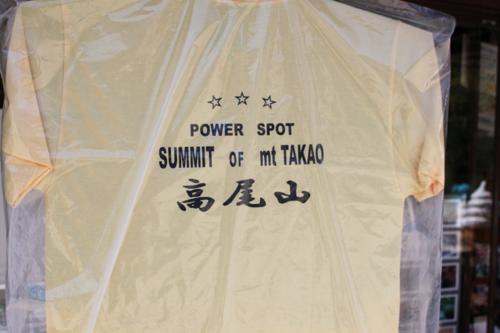 ☆☆☆
POWER SPOT
SUMMIT OF mt TAKAO
高尾山